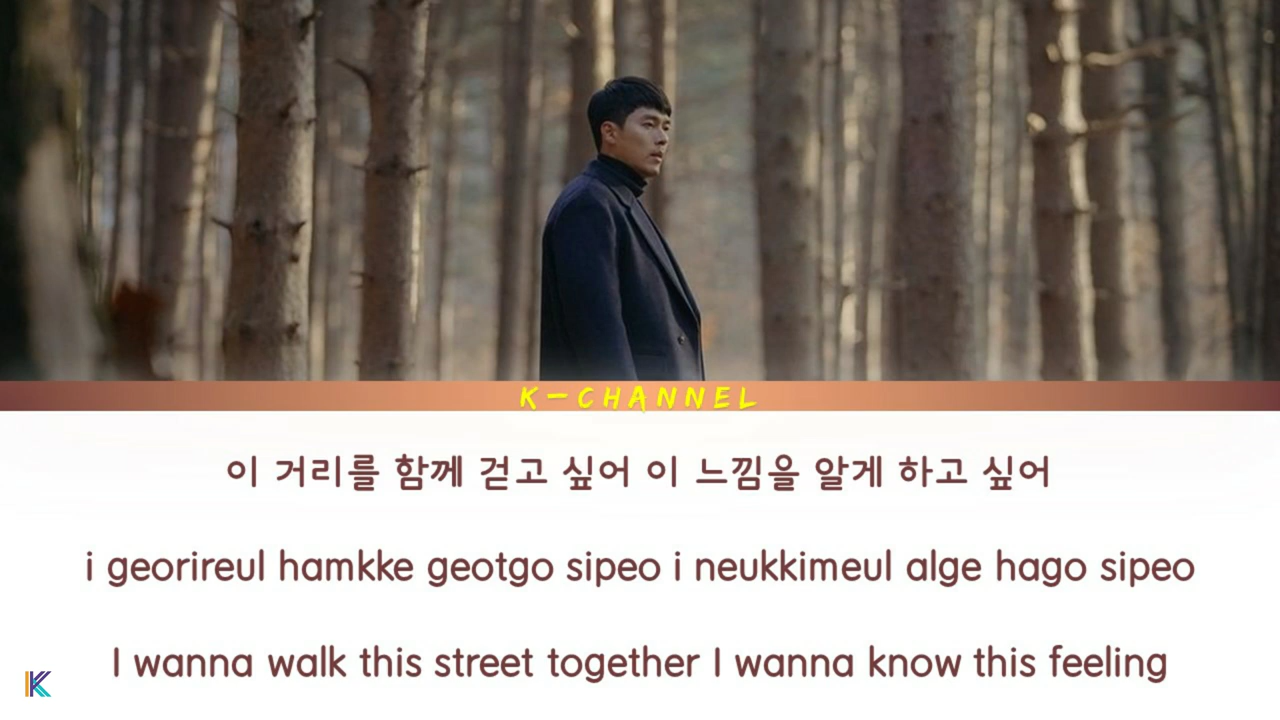 K-CHANNEL
이 거리를 함께 걷고 싶어 이 느낌을 알게 하고 싶어
i georireul hamkke geotgo sipeo i neukkimeul alge hago sipeo
I wanna walk this street together I wanna know this feeling
K